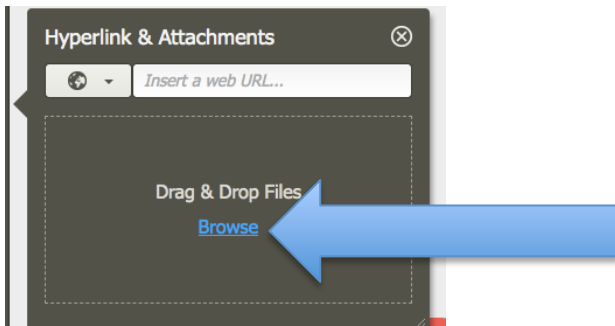 Hyperlink & Attachments
Insert a web URL...
Drag & Drop Files
Browse